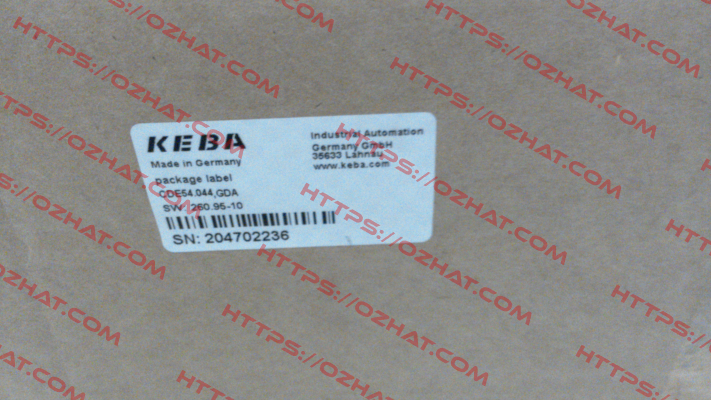 KEBA
Industrial Automation
Germany GmbH
35633 Lahnau
www.keba.com
Made in Germany
package label
CDE54.044,GDA
SW: 260.95-10
SN: 204702236
HTTPS://OZHAT.COM